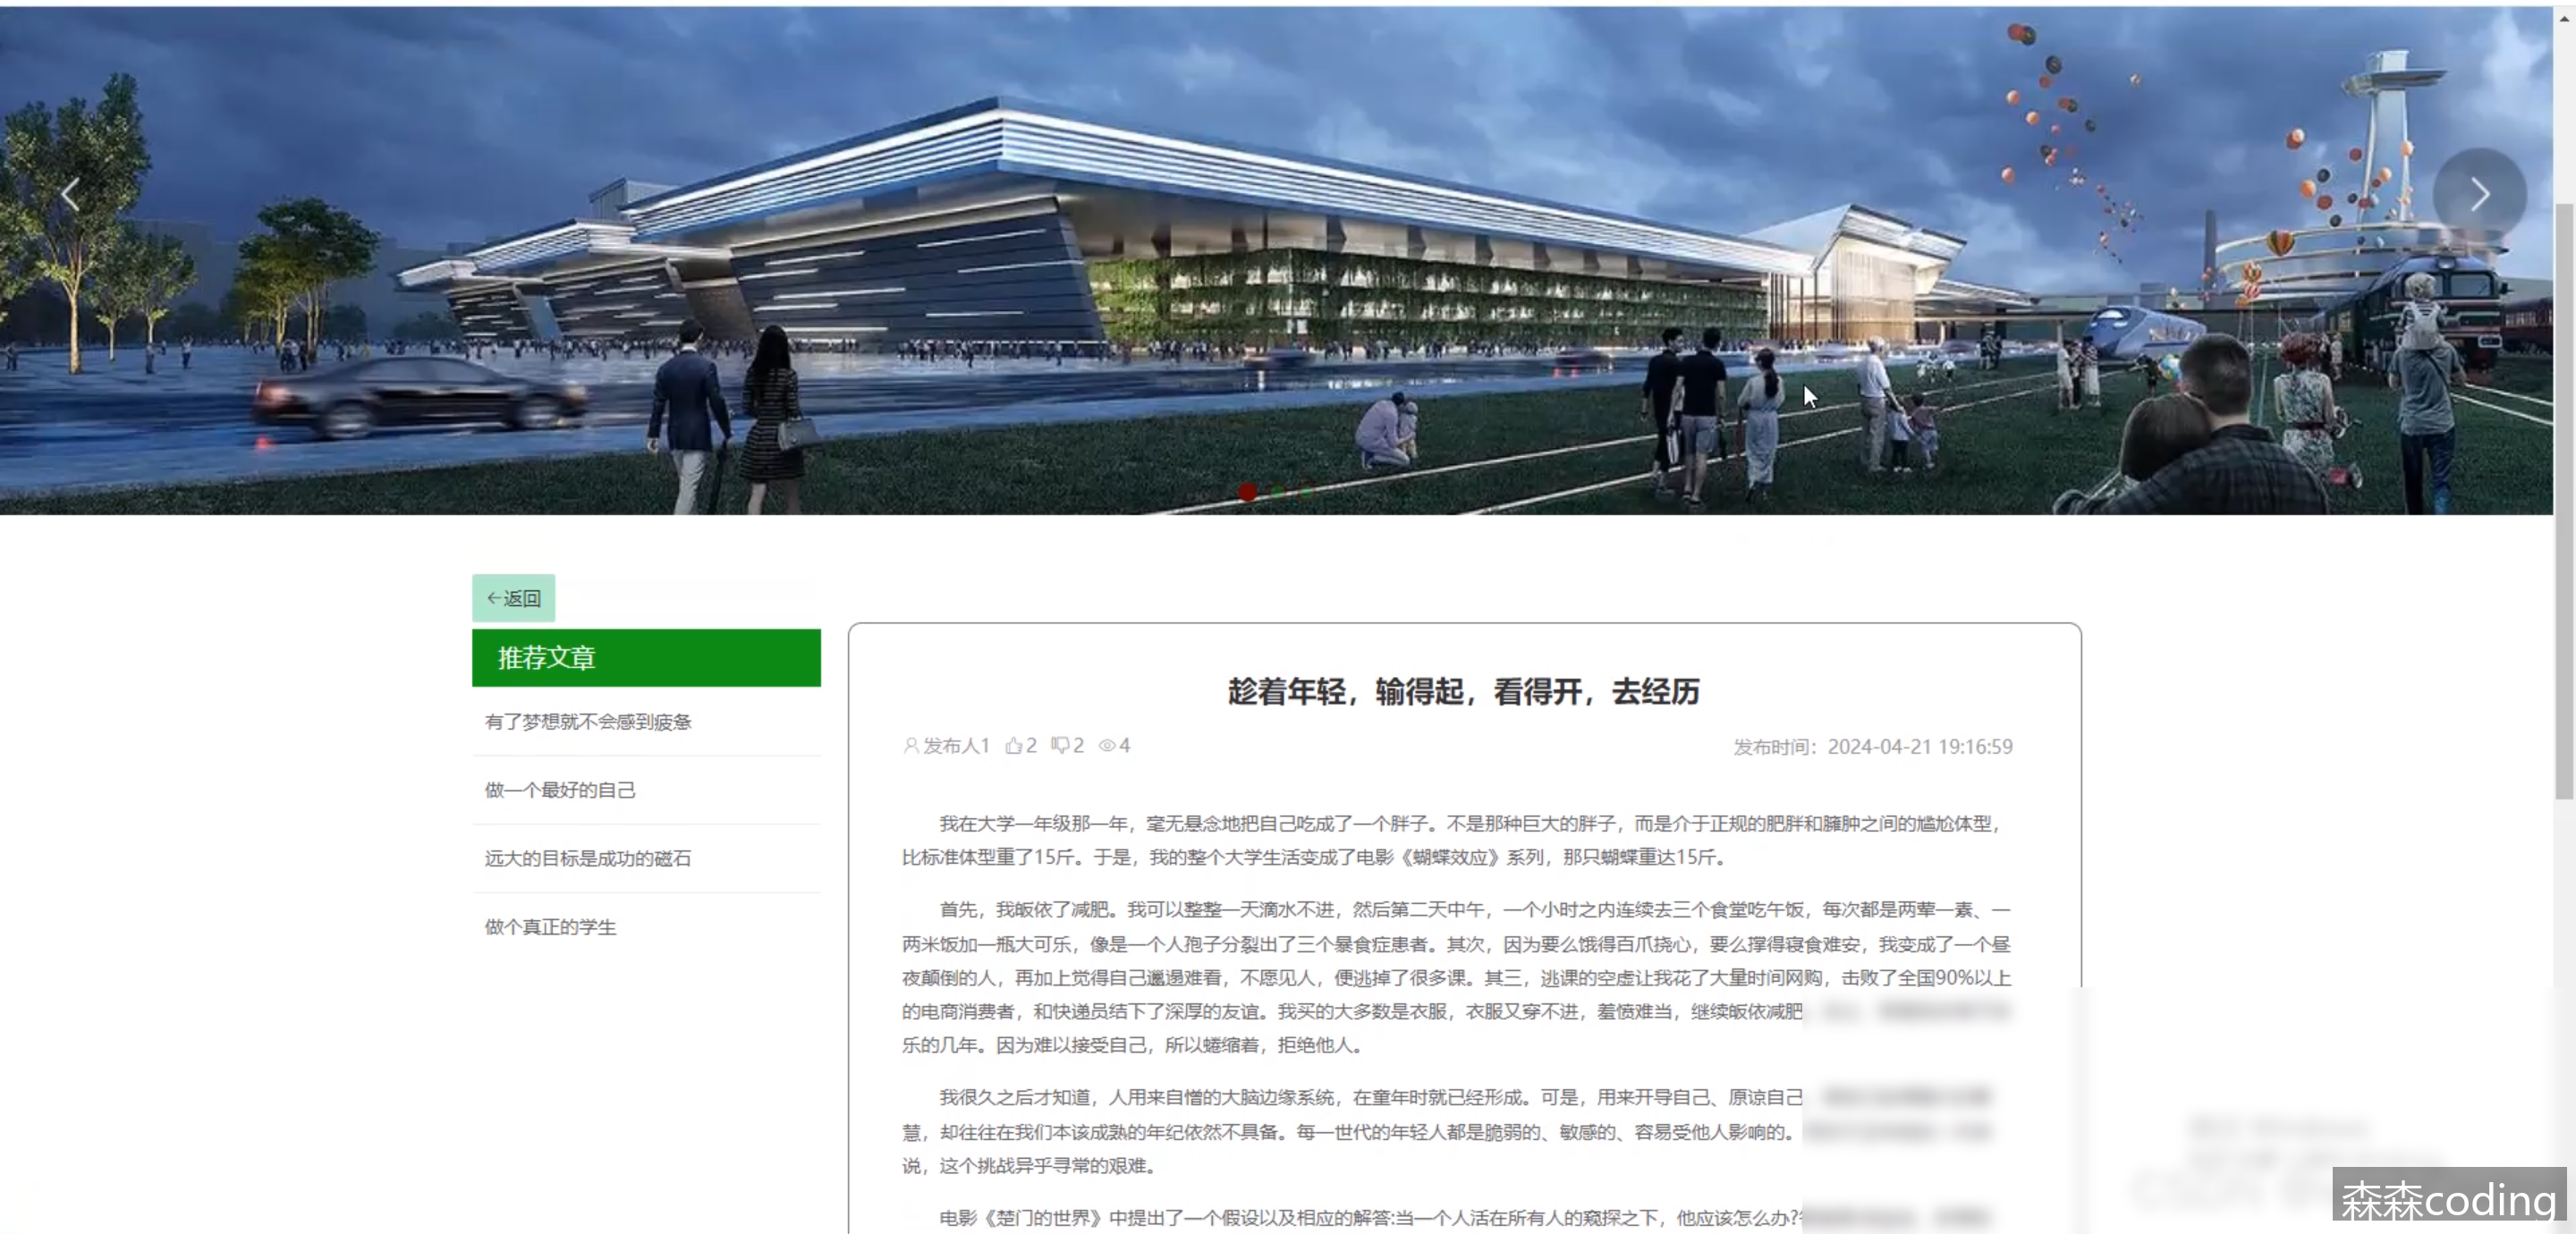 ←返回
推荐文章
有了梦想就不会感到疲惫
做一个最好的自己
远大的目标是成功的磁石
做个真正的学生
趁着年轻，输得起，看得开，去经历
发布人1 2 2 4 发布时间：2024-04-21 19:16:59
我在大学一年级那一年，毫无悬念地把自己吃成了一个胖子。不是那种巨大的胖子，而是介于正规的肥胖和臃肿之间的尴尬体型，
比标准体型重了15斤。于是，我的整个大学生活变成了电影《蝴蝶效应》系列，那只蝴蝶重达15斤。
首先，我皈依了减肥。我可以整整一天滴水不进，然后第二天中午，一个小时之内连续去三个食堂吃午饭，每次都是两荤一素、一
两米饭加一瓶大可乐，像是一个人孢子分裂出了三个暴食症患者。其次，因为要么饿得百爪挠心，要么撑得寝食难安，我变成了一个昼
夜颠倒的人，再加上觉得自己邋遢难看，不愿见人，便逃掉了很多课。其三，逃课的空虚让我花了大量时间网购，击败了全国90%以上
的电商消费者，和快递员结下了深厚的友谊。我买的大多数是衣服，衣服又穿不进，羞愤难当，继续皈依减肥
乐的几年。因为难以接受自己，所以蜷缩着，拒绝他人。
我很久之后才知道，人用来自憎的大脑边缘系统，在童年时就已经形成。可是，用来开导自己、原谅自己
慧，却往往在我们本该成熟的年纪依然不具备。每一世代的年轻人都是脆弱的、敏感的、容易受他人影响的。
说，这个挑战异乎寻常的艰难。
电影《楚门的世界》中提出了一个假设以及相应的解答:当一个人活在所有人的窥探之下，他应该怎么办?
森森coding